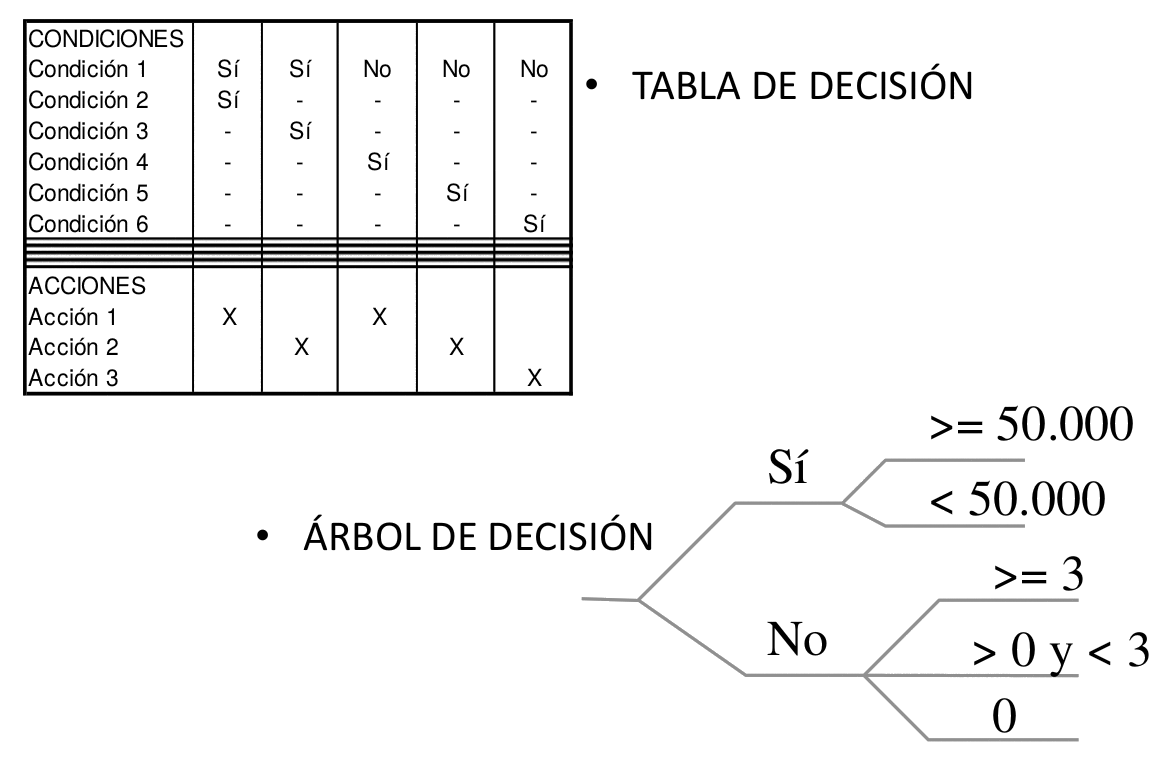 CONDICIONES
Condición 1 Sí Sí No No No
Condición 2 Sí - - - -
Condición 3 - Sí - - -
Condición 4 - - Sí - -
Condición 5 - - - Sí -
Condición 6 - - - - Sí
ACCIONES
Acción 1 X X
Acción 2 X X
Acción 3 X
• TABLA DE DECISIÓN
• ÁRBOL DE DECISIÓN
Sí
>= 50.000
< 50.000
No
>= 3
> 0 y < 3
0